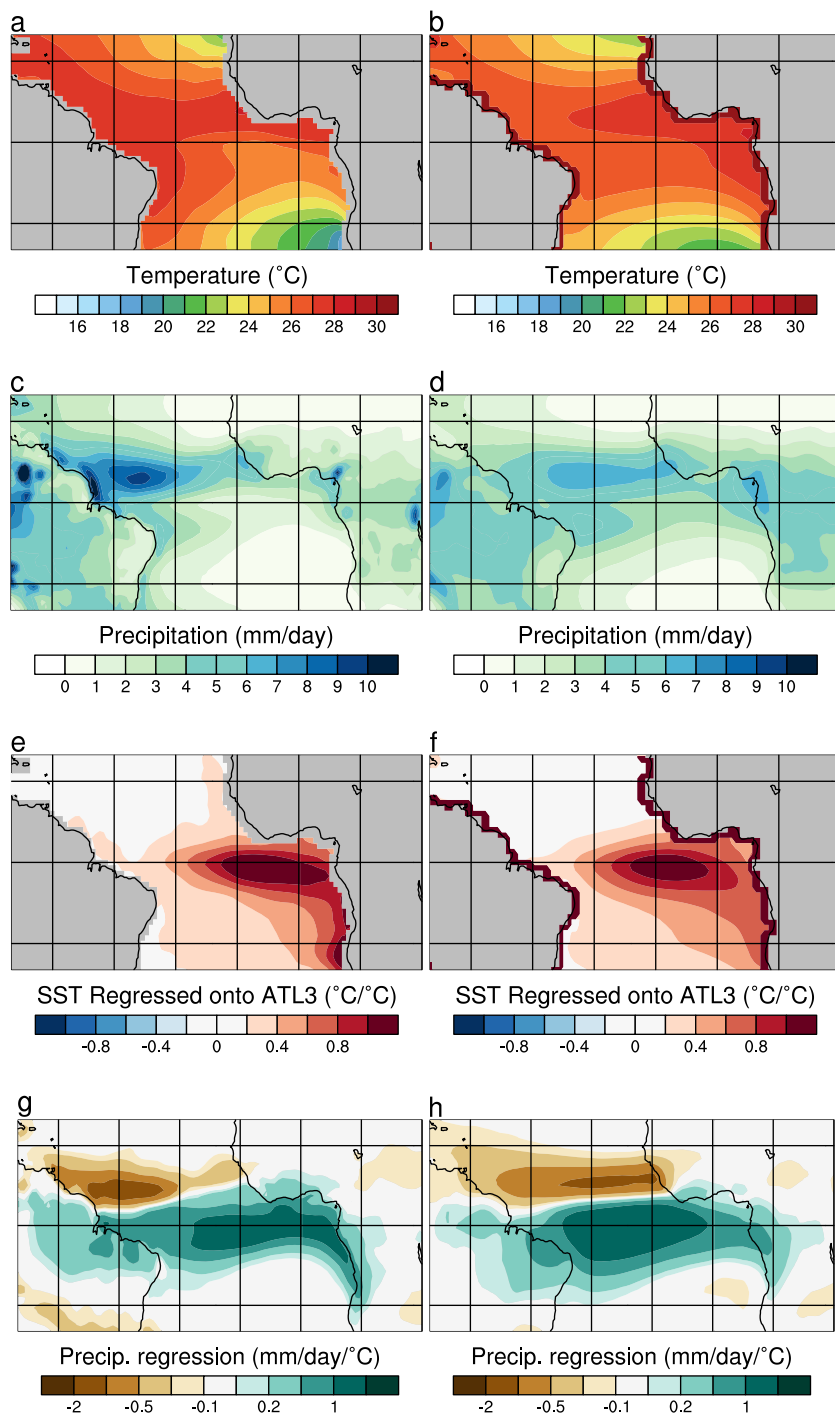 a b
Temperature (°C) Temperature (°C)
16 18 20 22 24 26 28 30 16 18 20 22 24 26 28 30
c d
Precipitation (mm/day) Precipitation (mm/day)
0 1 2 3 4 5 6 7 8 9 10 0 1 2 3 4 5 6 7 8 9 10
e f
SST Regressed onto ATL3 (°C/°C) SST Regressed onto ATL3 (°C/°C)
-0.8 -0.4 0 0.4 0.8 -0.8 -0.4 0 0.4 0.8
g h
Precip. regression (mm/day/°C) Precip. regression (mm/day/°C)
-2 -0.5 -0.1 0.2 1 -2 -0.5 -0.1 0.2 1